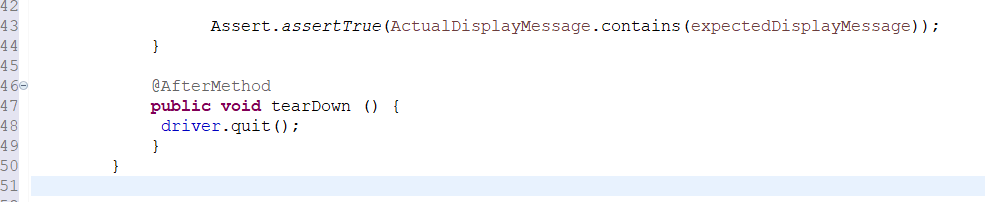 42
43 Assert.assertTrue(ActualDisplayMessage.contains(expectedDisplayMessage));
44 }
45
46 @AfterMethod
47 public void tearDown () {
48 driver.quit();
49 }
50 }
51